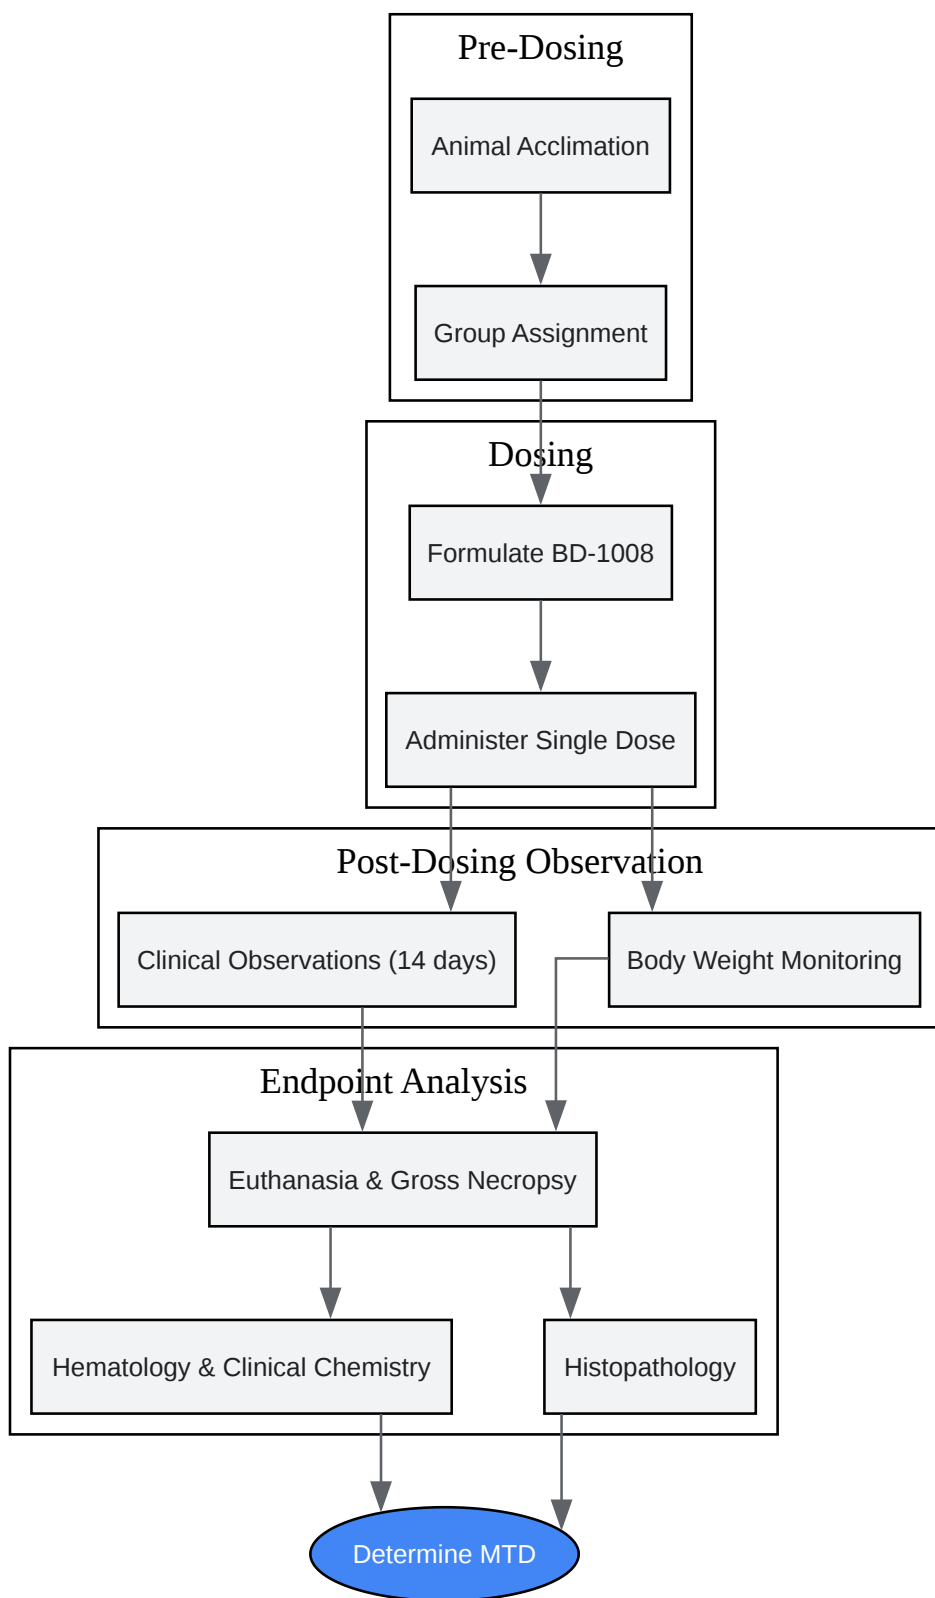 Pre-Dosing
Animal Acclimation
Group Assignment
Dosing
Formulate BD-1008
Administer Single Dose
Post-Dosing Observation
Clinical Observations (14 days)
Body Weight Monitoring
Endpoint Analysis
Euthanasia & Gross Necropsy
Hematology & Clinical Chemistry
Histopathology
Determine MTD